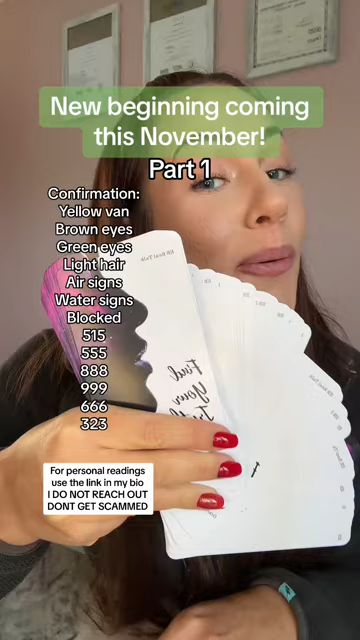 New beginning coming
this November!
Part 1
Confirmation:
Yellow van
Brown eyes
Green eyes
Light hair
Air signs
Water signs
Blocked
515
555
888
999
666
323
Find
Your
For personal readings
use the link in my bio
I DO NOT REACH OUT
DONT GET SCAMMED